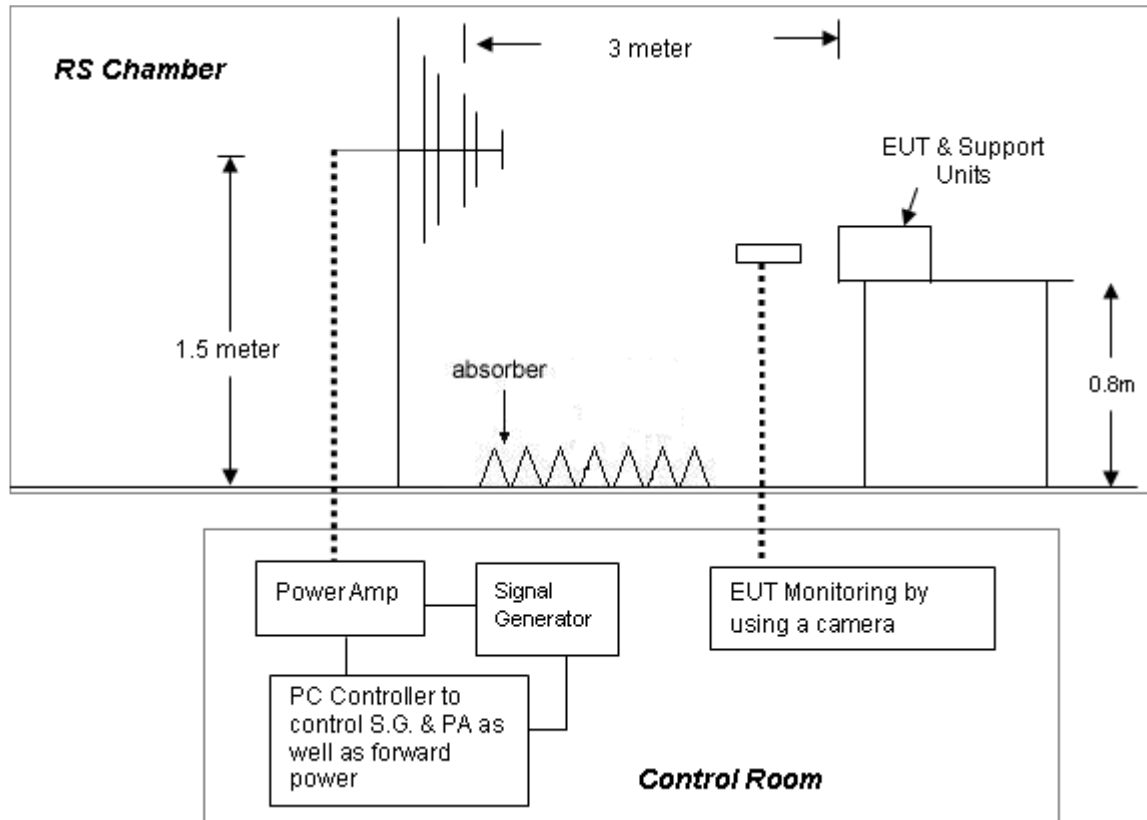 3 meter
RS Chamber
EUT & Support
Units
1.5 meter
absorber
0.8m
Power Amp
Signal
Generator
EUT Monitoring by
using a camera
PC Controller to
control S.G. & PA as
well as forward
power
Control Room